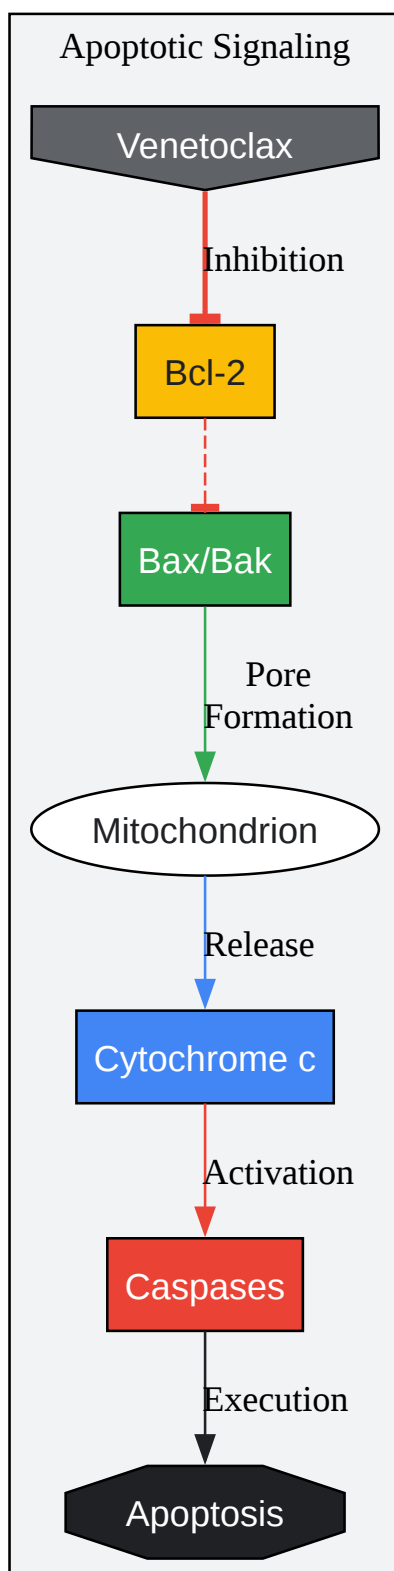 Apoptotic Signaling
Venetoclax
Inhibition
Bcl-2
Bax/Bak
Pore
Formation
Mitochondrion
Release
Cytochrome c
Activation
Caspases
Execution
Apoptosis